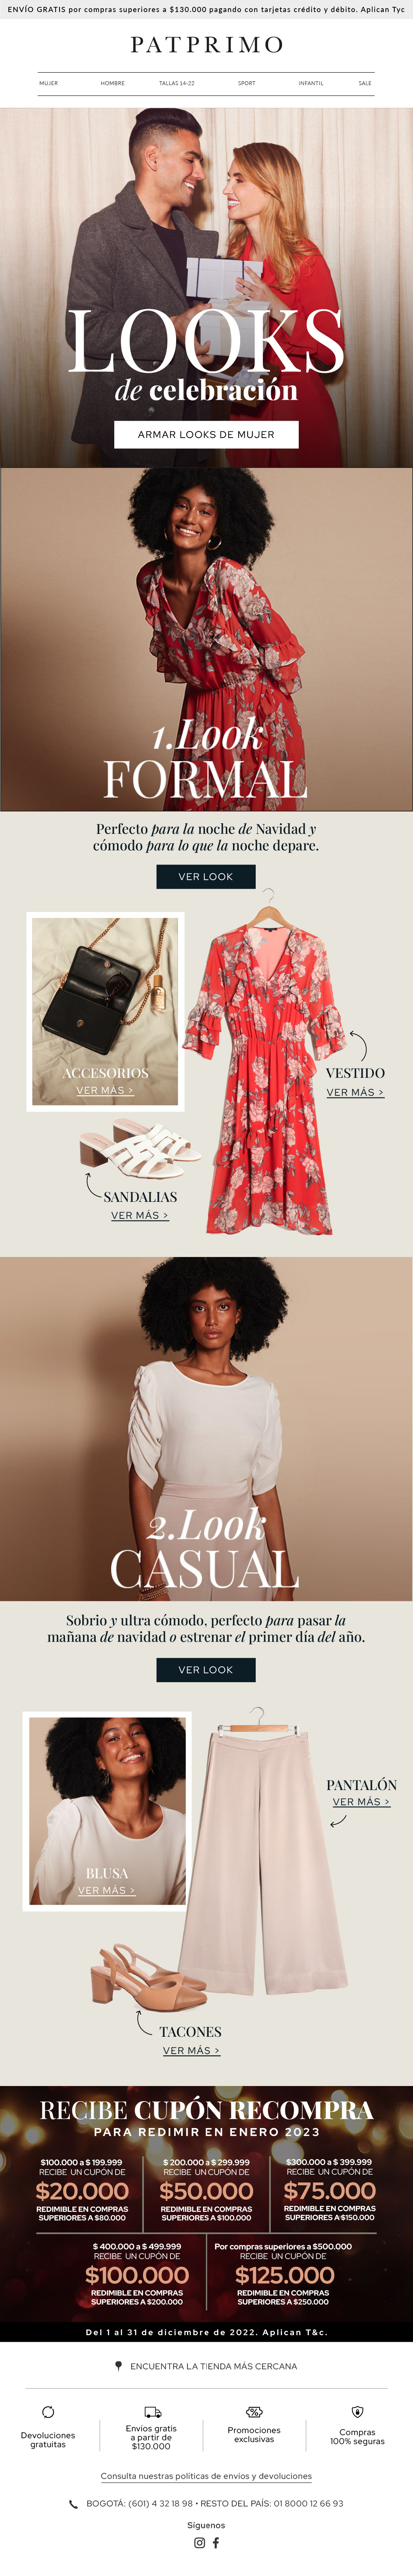 ENVÍO GRATIS por compras superiores a $130.000 pagando con tarjetas crédito y débito. Aplican Tyc
PATPRIMO
MUJER HOMBRE TALLAS 14-22 SPORT INFANTIL SALE
LOOKS
de celebración
ARMAR LOOKS DE MUJER
1.Look
FORMAL
Perfecto para la noche de Navidad y
cómodo para lo que la noche depare.
VER LOOK
ACCESORIOS
VER MÁS >
VESTIDO
VER MÁS >
SANDALIAS
VER MÁS >
2.Look
CASUAL
Sobrio y ultra cómodo, perfecto para pasar la
mañana de navidad o estrenar el primer día del año.
VER LOOK
PANTALÓN
VER MÁS >
BLUSA
VER MÁS >
TACONES
VER MÁS >
RECIBE CUPÓN RECOMPRA
PARA REDIMIR EN ENERO 2023
$100.000 a $ 199.999
RECIBE UN CUPÓN DE
$20.000
REDIMIBLE EN COMPRAS
SUPERIORES A $80.000
$ 200.000 a $ 299.999
RECIBE UN CUPÓN DE
$50.000
REDIMIBLE EN COMPRAS
SUPERIORES A $100.000
$300.000 a $ 399.999
RECIBE UN CUPÓN DE
$75.000
REDIMIBLE EN COMPRAS
SUPERIORES A $150.000
$ 400.000 a $ 499.999
RECIBE UN CUPÓN DE
$100.000
REDIMIBLE EN COMPRAS
SUPERIORES A $200.000
Por compras superiores a $500.000
RECIBE UN CUPÓN DE
$125.000
REDIMIBLE EN COMPRAS
SUPERIORES A $250.000
Del 1 al 31 de diciembre de 2022. Aplican T&c.
ENCUENTRA LA TIENDA MÁS CERCANA
Devoluciones
gratuitas
Envíos gratis
a partir de
$130.000
Promociones
exclusivas
Compras
100% seguras
Consulta nuestras políticas de envíos y devoluciones
BOGOTÁ: (601) 4 32 18 98 • RESTO DEL PAÍS: 01 8000 12 66 93
Síguenos